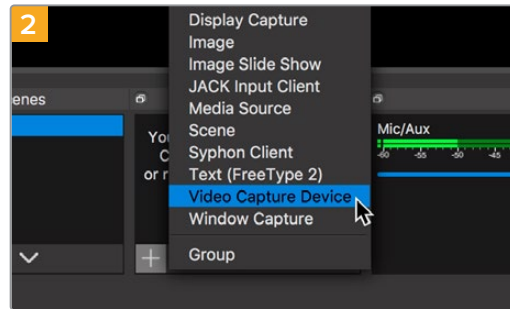 2
Display Capture
Image
Image Slide Show
JACK Input Client
Media Source
Scene
Syphon Client
Text (FreeType 2)
Video Capture Device
Window Capture
Group
enes
You
C
or r
Mic/Aux
-60 -55 -50 -45